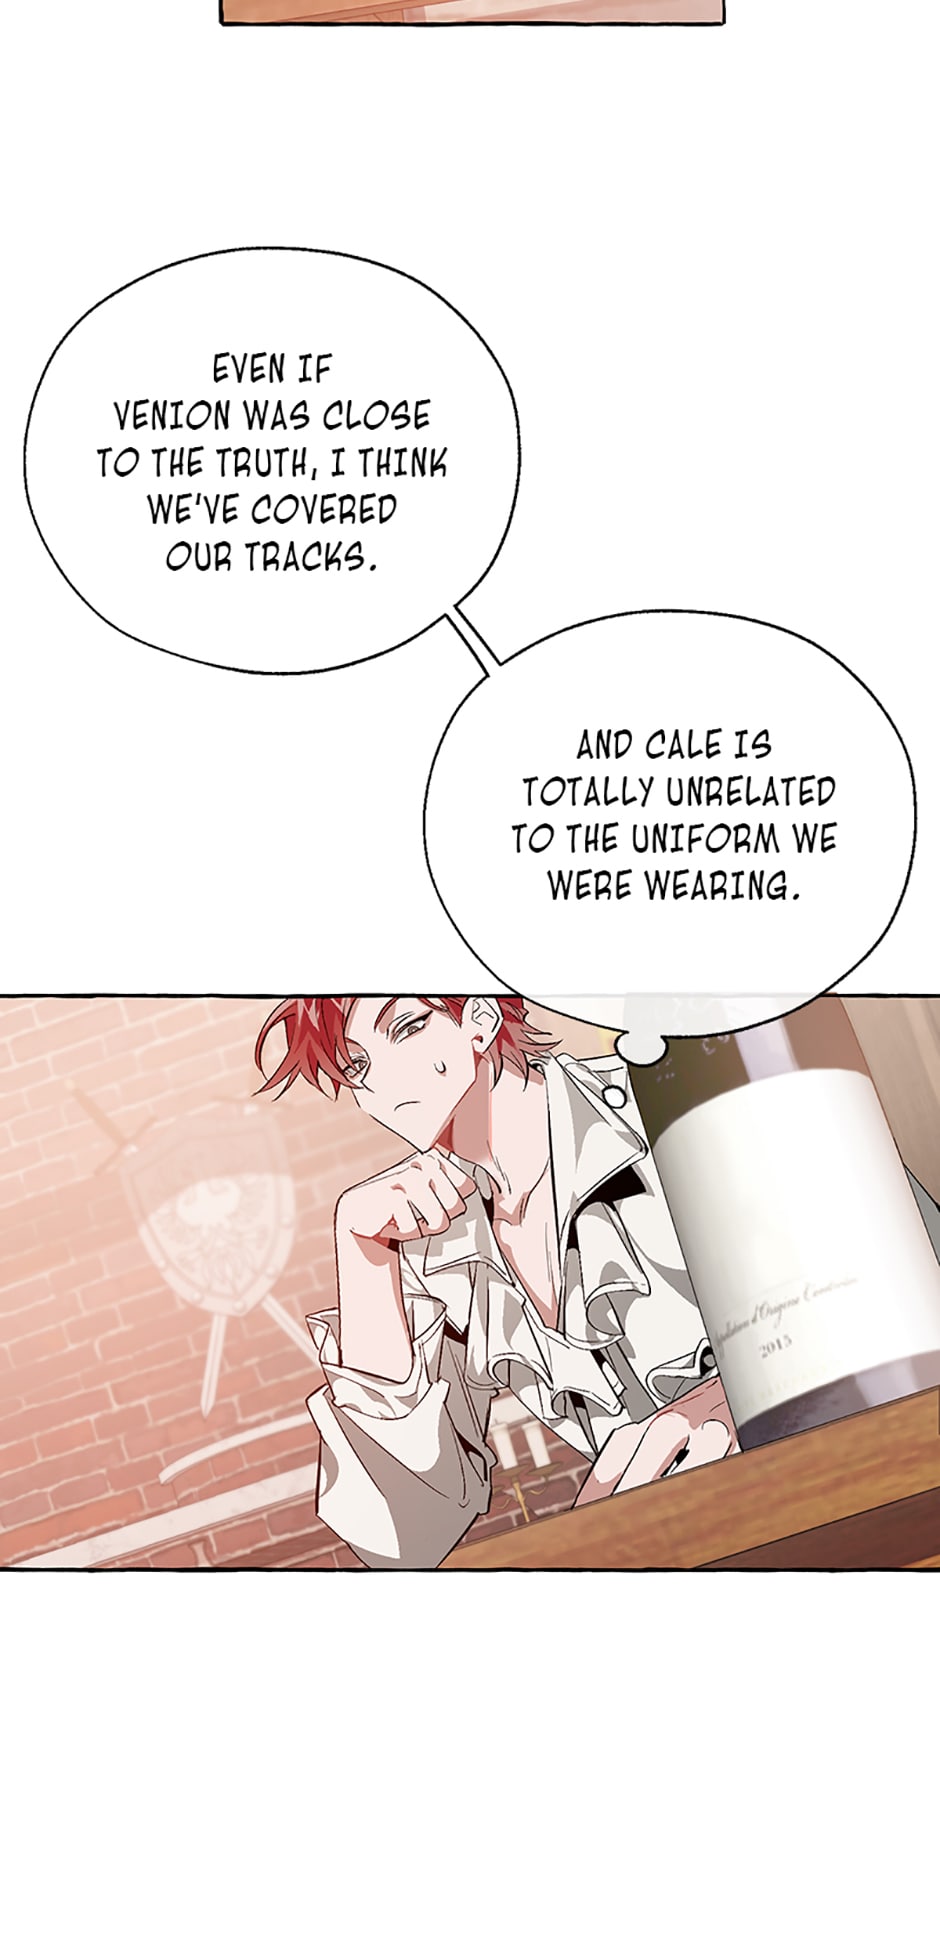 EVEN IF
VENION WAS CLOSE
TO THE TRUTH, I THINK
WE'VE COVERED
OUR TRACKS.
AND CALE IS
TOTALLY UNRELATED
TO THE UNIFORM WE
WERE WEARING.
d'Origine
2015